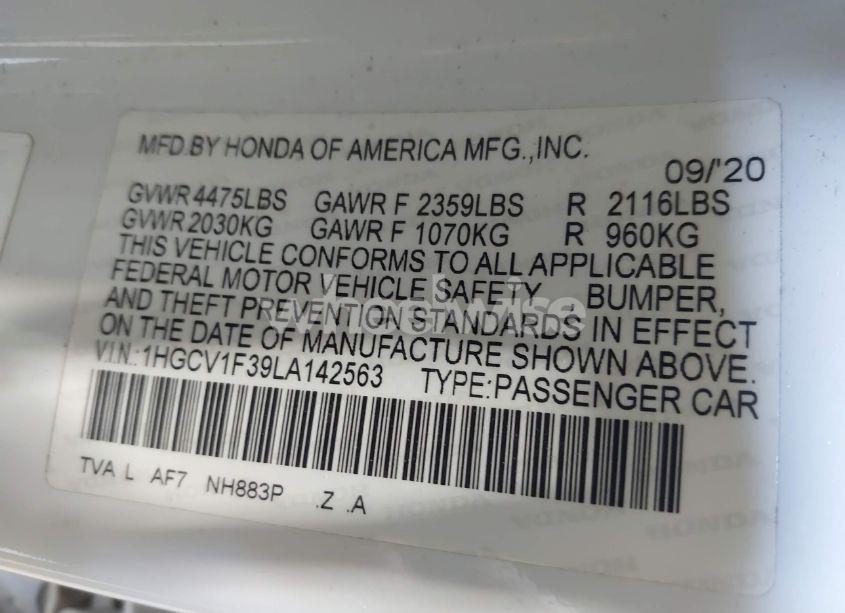 MFD.BY HONDA OF AMERICA MFG.,INC.
09/'20
GVWR 4475LBS GAWR F 2359LBS R 2116LBS
GVWR 2030KG GAWR F 1070KG R 960KG
THIS VEHICLE CONFORMS TO ALL APPLICABLE
FEDERAL MOTOR VEHICLE SAFETY , BUMPER,
AND THEFT PREVENTION STANDARDS IN EFFECT
ON THE DATE OF MANUFACTURE SHOWN ABOVE.
V.I.N.:1HGCV1F39LA142563 TYPE:PASSENGER CAR
TVA L AF7 NH883P .Z .A
wheelwise
HONDA